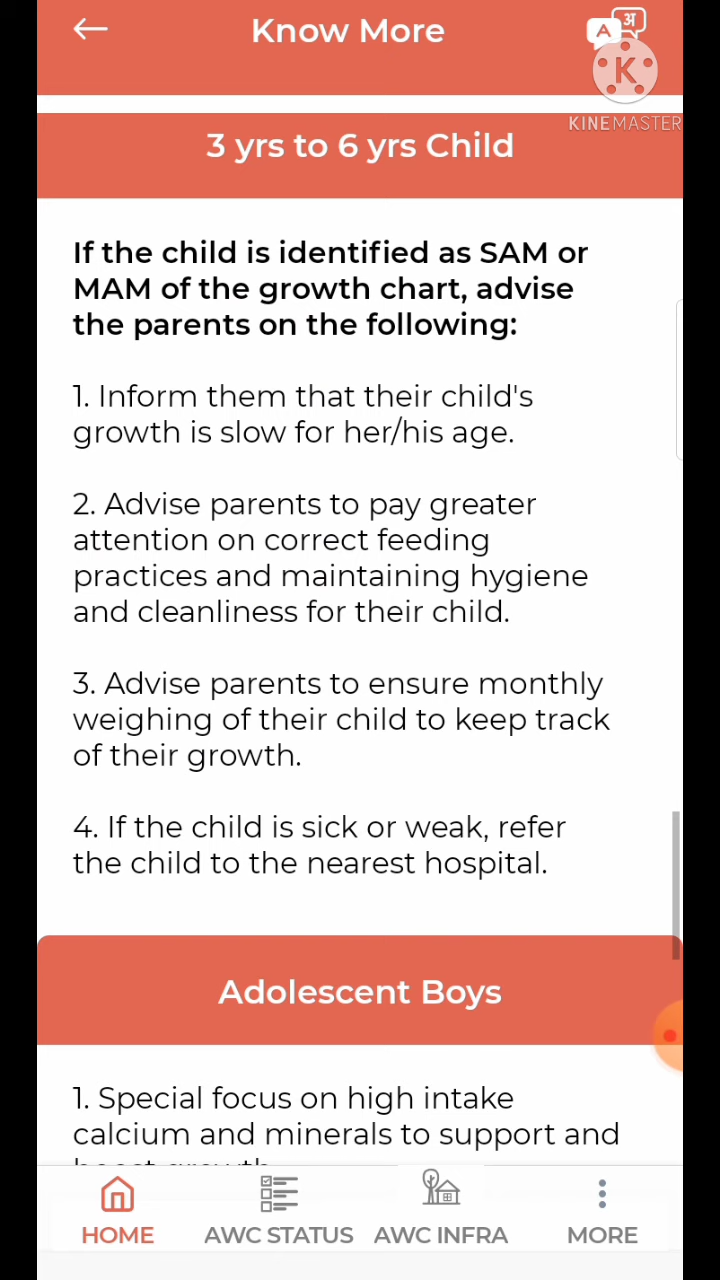 Know More
A अ
K
KINEMASTER
3 yrs to 6 yrs Child
If the child is identified as SAM or
MAM of the growth chart, advise
the parents on the following:
1. Inform them that their child's
growth is slow for her/his age.
2. Advise parents to pay greater
attention on correct feeding
practices and maintaining hygiene
and cleanliness for their child.
3. Advise parents to ensure monthly
weighing of their child to keep track
of their growth.
4. If the child is sick or weak, refer
the child to the nearest hospital.
Adolescent Boys
1. Special focus on high intake
calcium and minerals to support and
HOME AWC STATUS AWC INFRA MORE